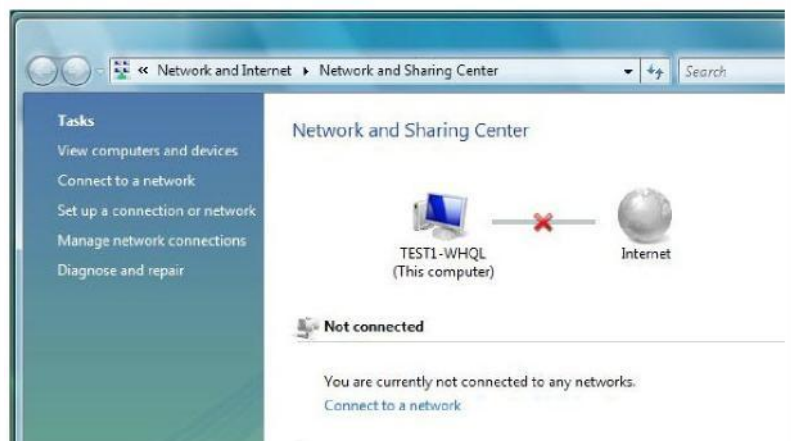 « Network and Internet ▸ Network and Sharing Center
Search
Tasks
View computers and devices
Connect to a network
Set up a connection or network
Manage network connections
Diagnose and repair
Network and Sharing Center
TEST1-WHQL
(This computer)
Internet
Not connected
You are currently not connected to any networks.
Connect to a network